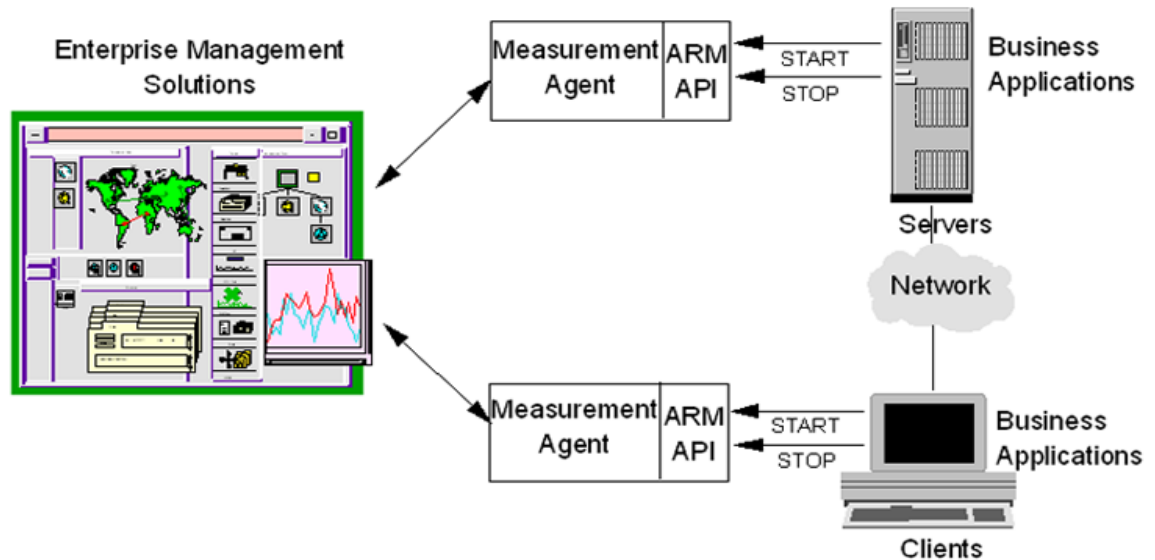 Enterprise Management
Solutions
Measurement
Agent
ARM
API
START
STOP
Business
Applications
Servers
Network
Measurement
Agent
ARM
API
START
STOP
Business
Applications
Clients